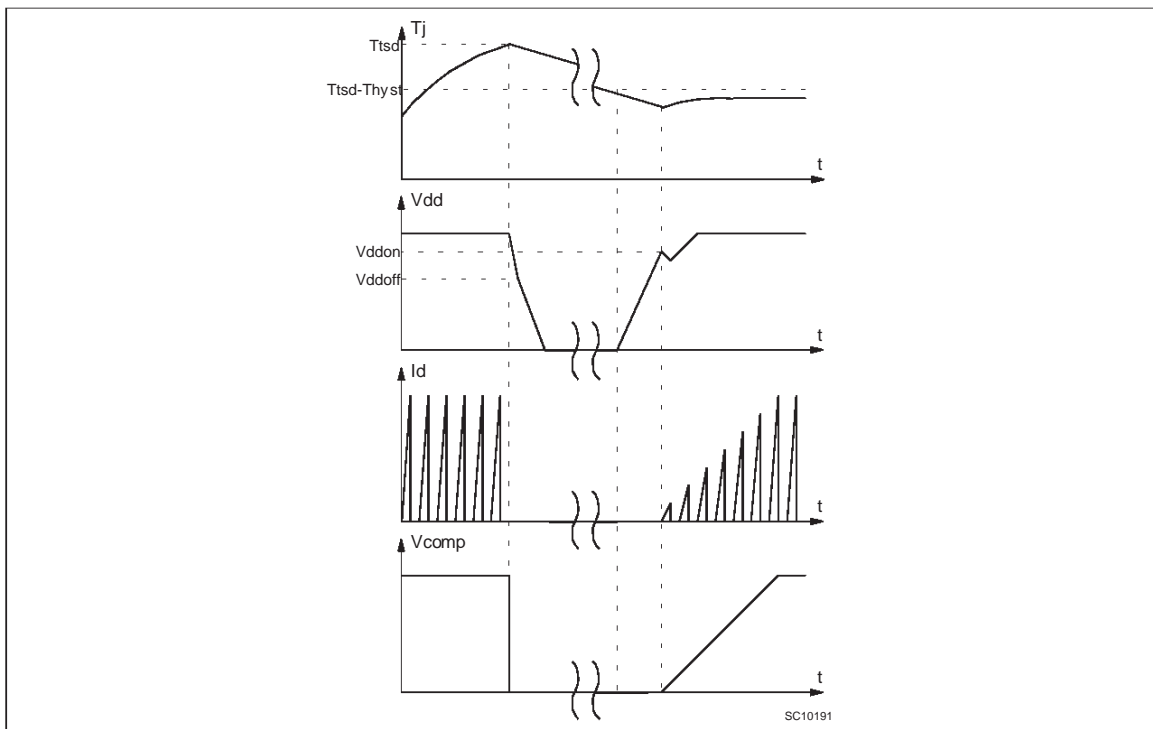 Tj
Ttsd
Ttsd-Thyst
t
Vdd
Vddon
Vddoff
t
Id
t
Vcomp
t
SC10191